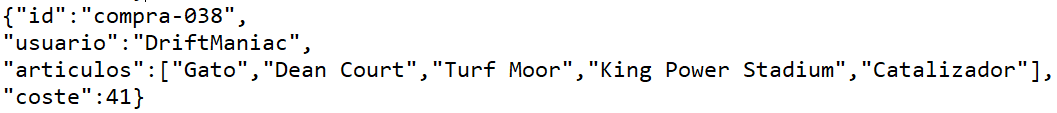 {"id":"compra-038",
"usuario":"DriftManiac",
"articulos":["Gato","Dean Court","Turf Moor","King Power Stadium","Catalizador"],
"coste":41}